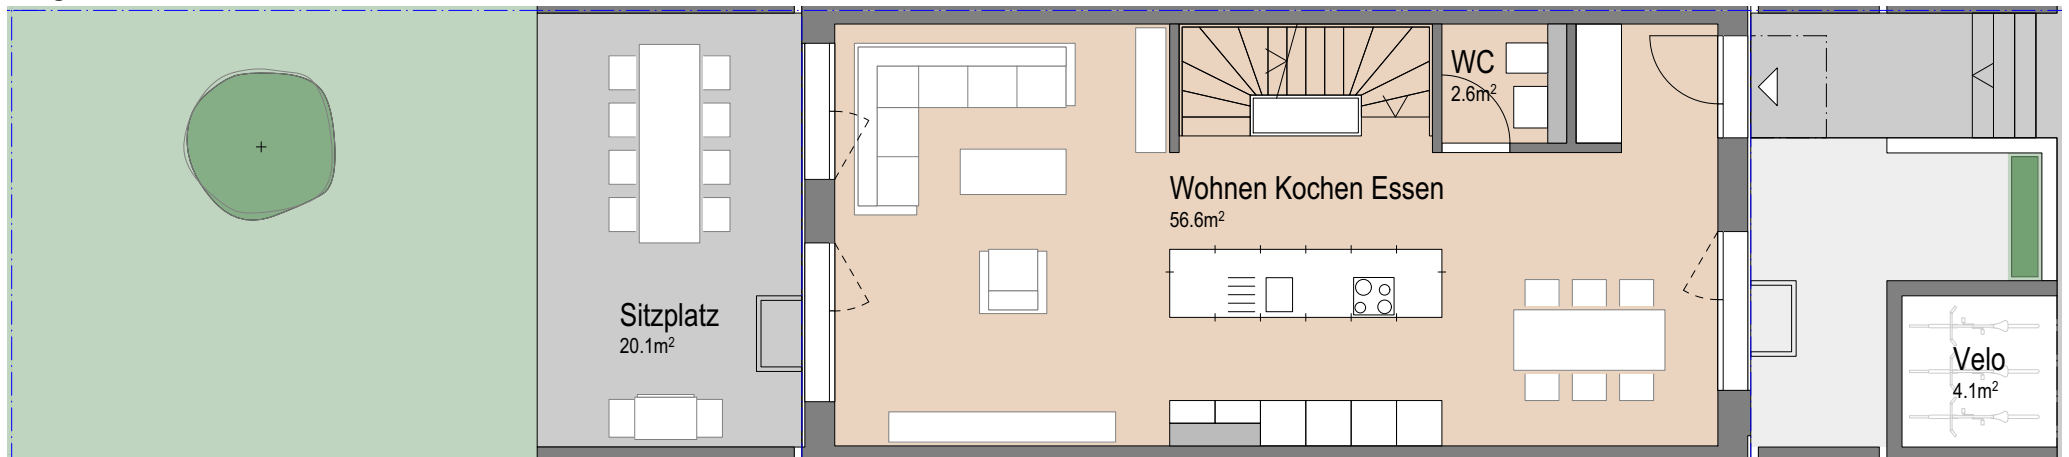 WC
2.6m²
Wohnen Kochen Essen
56.6m²
Sitzplatz
20.1m²
Velo
4.1m²